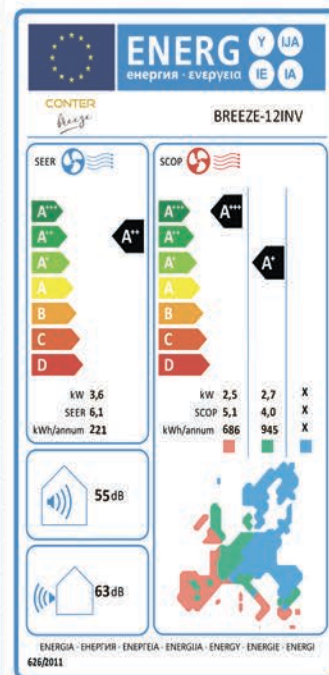 ENERG Y IJA
енергия · ενεργεια IE IA
CONTER
Breeze
BREEZE-12INV
SEER
SCOP
A+++
A++
A+
A
B
C
D
A++
A+++
A++
A+
A
B
C
D
A+++
A+
kW 3,6
SEER 6,1
kWh/annum 221
kW 2,5 2,7 X
SCOP 5,1 4,0 X
kWh/annum 686 945 X
55dB
63dB
ENERGIA · ЕНЕРГИЯ · ΕΝΕΡΓΕΙΑ · ENERGIJA · ENERGY · ENERGIE · ENERGI
626/2011